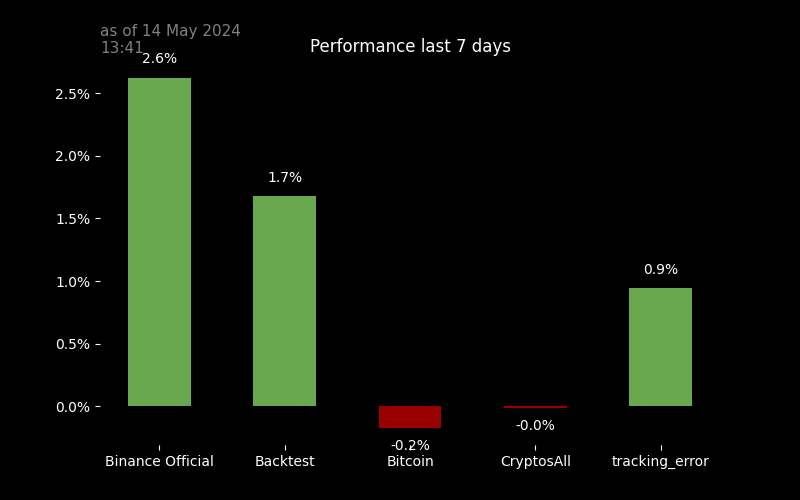 as of 14 May 2024
13:41
Performance last 7 days
2.6%
2.5%
2.0%
1.7%
1.5%
1.0%
0.9%
0.5%
0.0%
-0.0%
-0.2%
Binance Official
Backtest
Bitcoin
CryptosAll
tracking_error